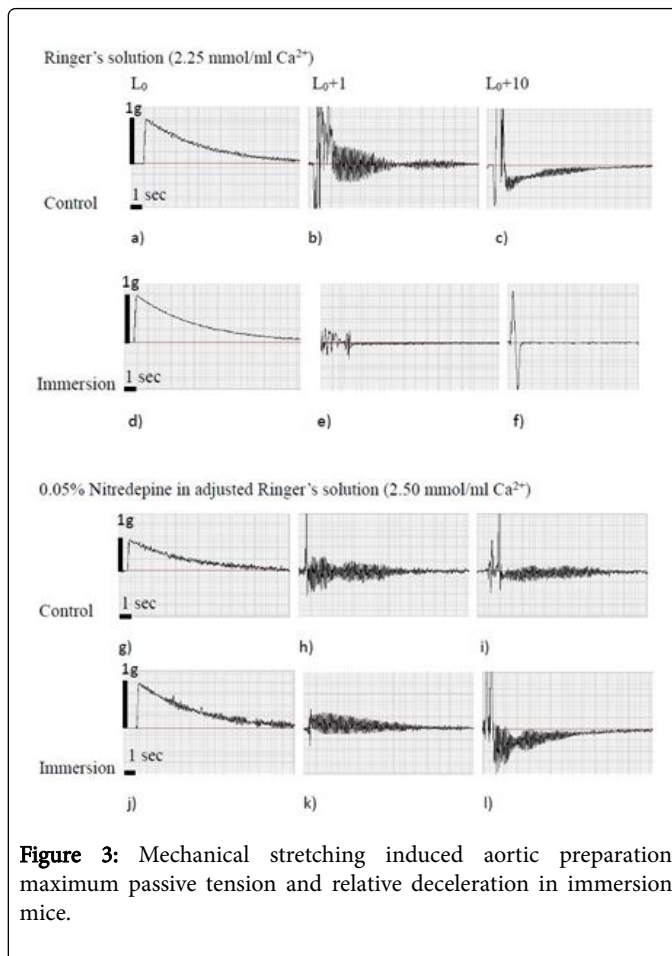 Ringer's solution (2.25 mmol/ml Ca²⁺)
L₀ L₀+1 L₀+10
1g
1 sec
Control
a) b) c)
1g
1 sec
Immersion
d) e) f)
0.05% Nitredepine in adjusted Ringer's solution (2.50 mmol/ml Ca²⁺)
1g
1 sec
Control
g) h) i)
1g
1 sec
Immersion
j) k) l)
Figure 3: Mechanical stretching induced aortic preparation
maximum passive tension and relative deceleration in immersion
mice.